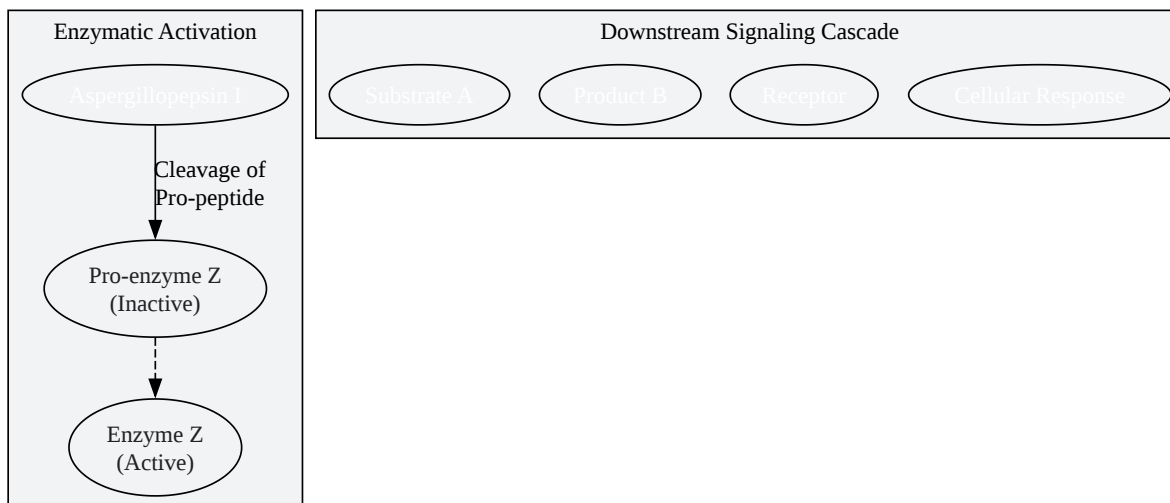 Enzymatic Activation
Aspergillopepsin I
Cleavage of
Pro-peptide
Pro-enzyme Z
(Inactive)
Enzyme Z
(Active)
Downstream Signaling Cascade
Substrate A
Product B
Receptor
Cellular Response